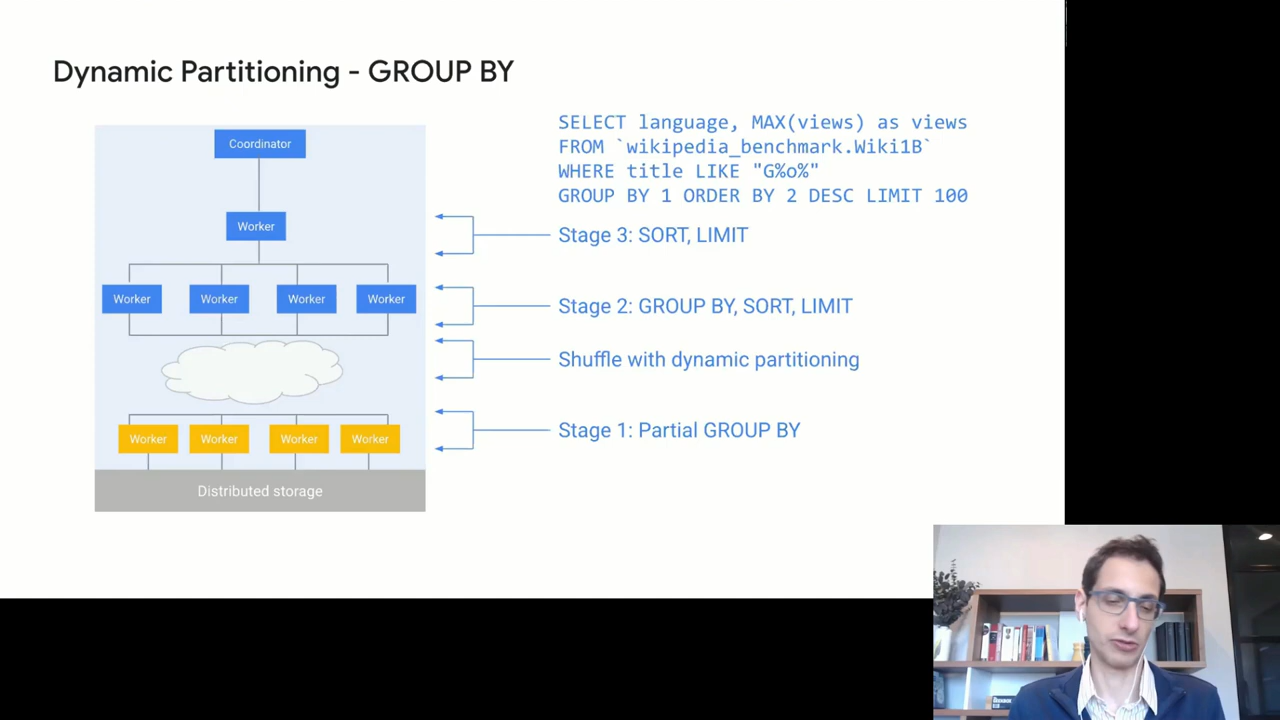 Dynamic Partitioning - GROUP BY
SELECT language, MAX(views) as views
FROM `wikipedia_benchmark.Wiki1B`
WHERE title LIKE "G%o%"
GROUP BY 1 ORDER BY 2 DESC LIMIT 100
Coordinator
Worker
Stage 3: SORT, LIMIT
Worker Worker Worker Worker
Stage 2: GROUP BY, SORT, LIMIT
Shuffle with dynamic partitioning
Worker Worker Worker Worker
Stage 1: Partial GROUP BY
Distributed storage